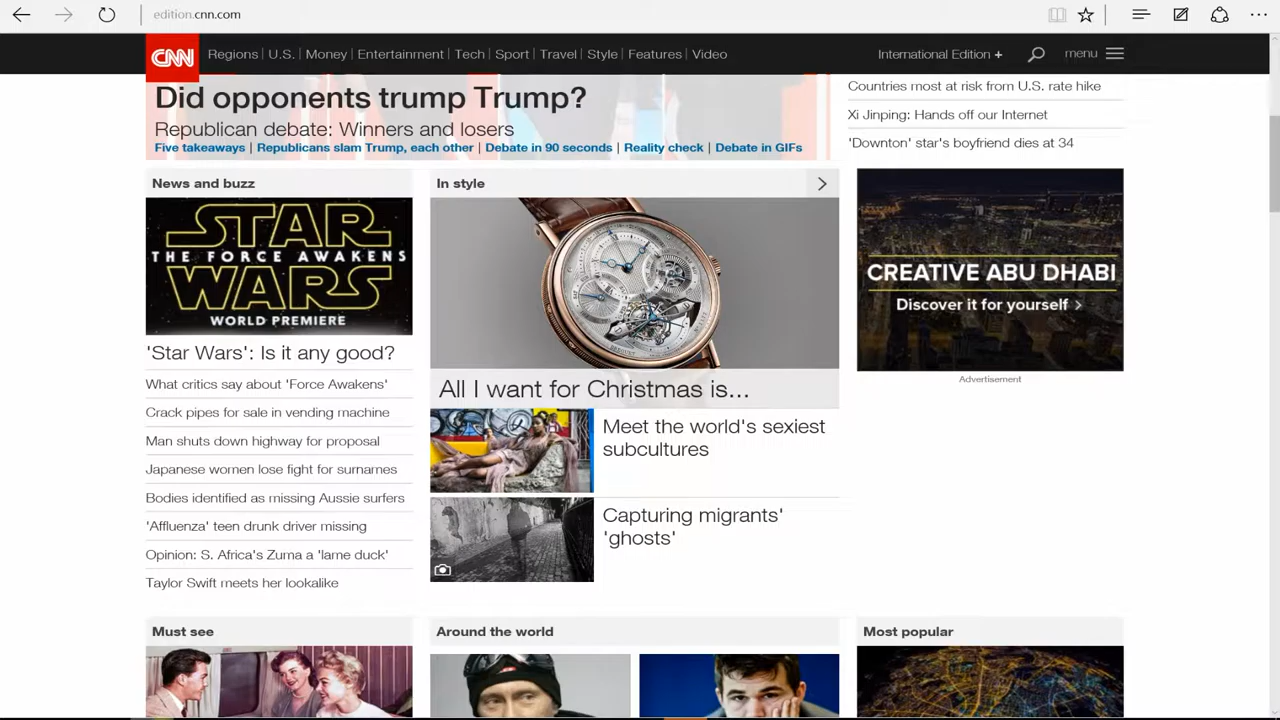 edition.cnn.com
CNN Regions U.S. Money Entertainment Tech Sport Travel Style Features Video International Edition + menu
Did opponents trump Trump?
Republican debate: Winners and losers
Five takeaways | Republicans slam Trump, each other | Debate in 90 seconds | Reality check | Debate in GIFs
Countries most at risk from U.S. rate hike
Xi Jinping: Hands off our Internet
'Downton' star's boyfriend dies at 34
News and buzz
STAR
THE FORCE AWAKENS
WARS
WORLD PREMIERE
'Star Wars': Is it any good?
What critics say about 'Force Awakens'
Crack pipes for sale in vending machine
Man shuts down highway for proposal
Japanese women lose fight for surnames
Bodies identified as missing Aussie surfers
'Affluenza' teen drunk driver missing
Opinion: S. Africa's Zuma a 'lame duck'
Taylor Swift meets her lookalike
In style
All I want for Christmas is...
Meet the world's sexiest
subcultures
Capturing migrants'
'ghosts'
CREATIVE ABU DHABI
Discover it for yourself >
Advertisement
Must see
Around the world
Most popular